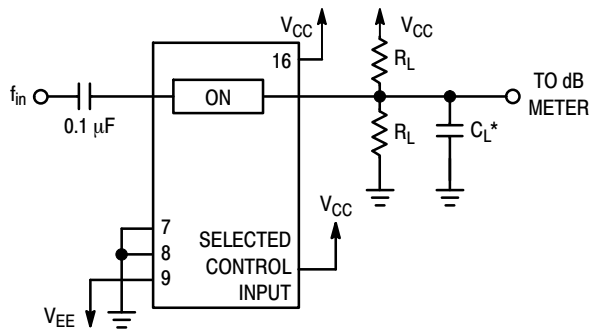 V_CC
V_CC
16
R_L
f_in
ON
TO dB
METER
0.1 μF
R_L
C_L*
V_CC
7
8
9
SELECTED
CONTROL
INPUT
V_EE